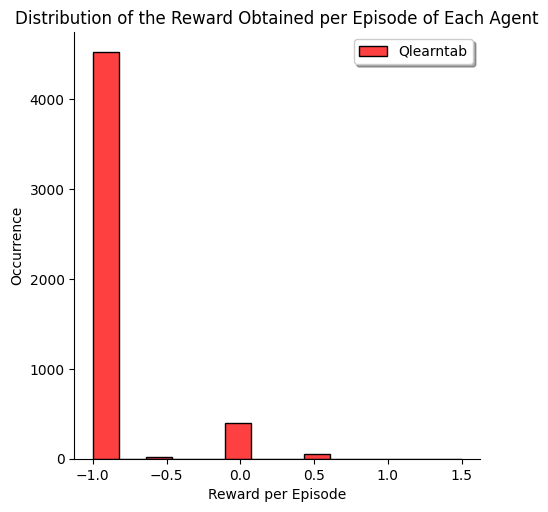 Distribution of the Reward Obtained per Episode of Each Agent
Qlearntab
4000
3000
2000
1000
0
Occurrence
−1.0 −0.5 0.0 0.5 1.0 1.5
Reward per Episode